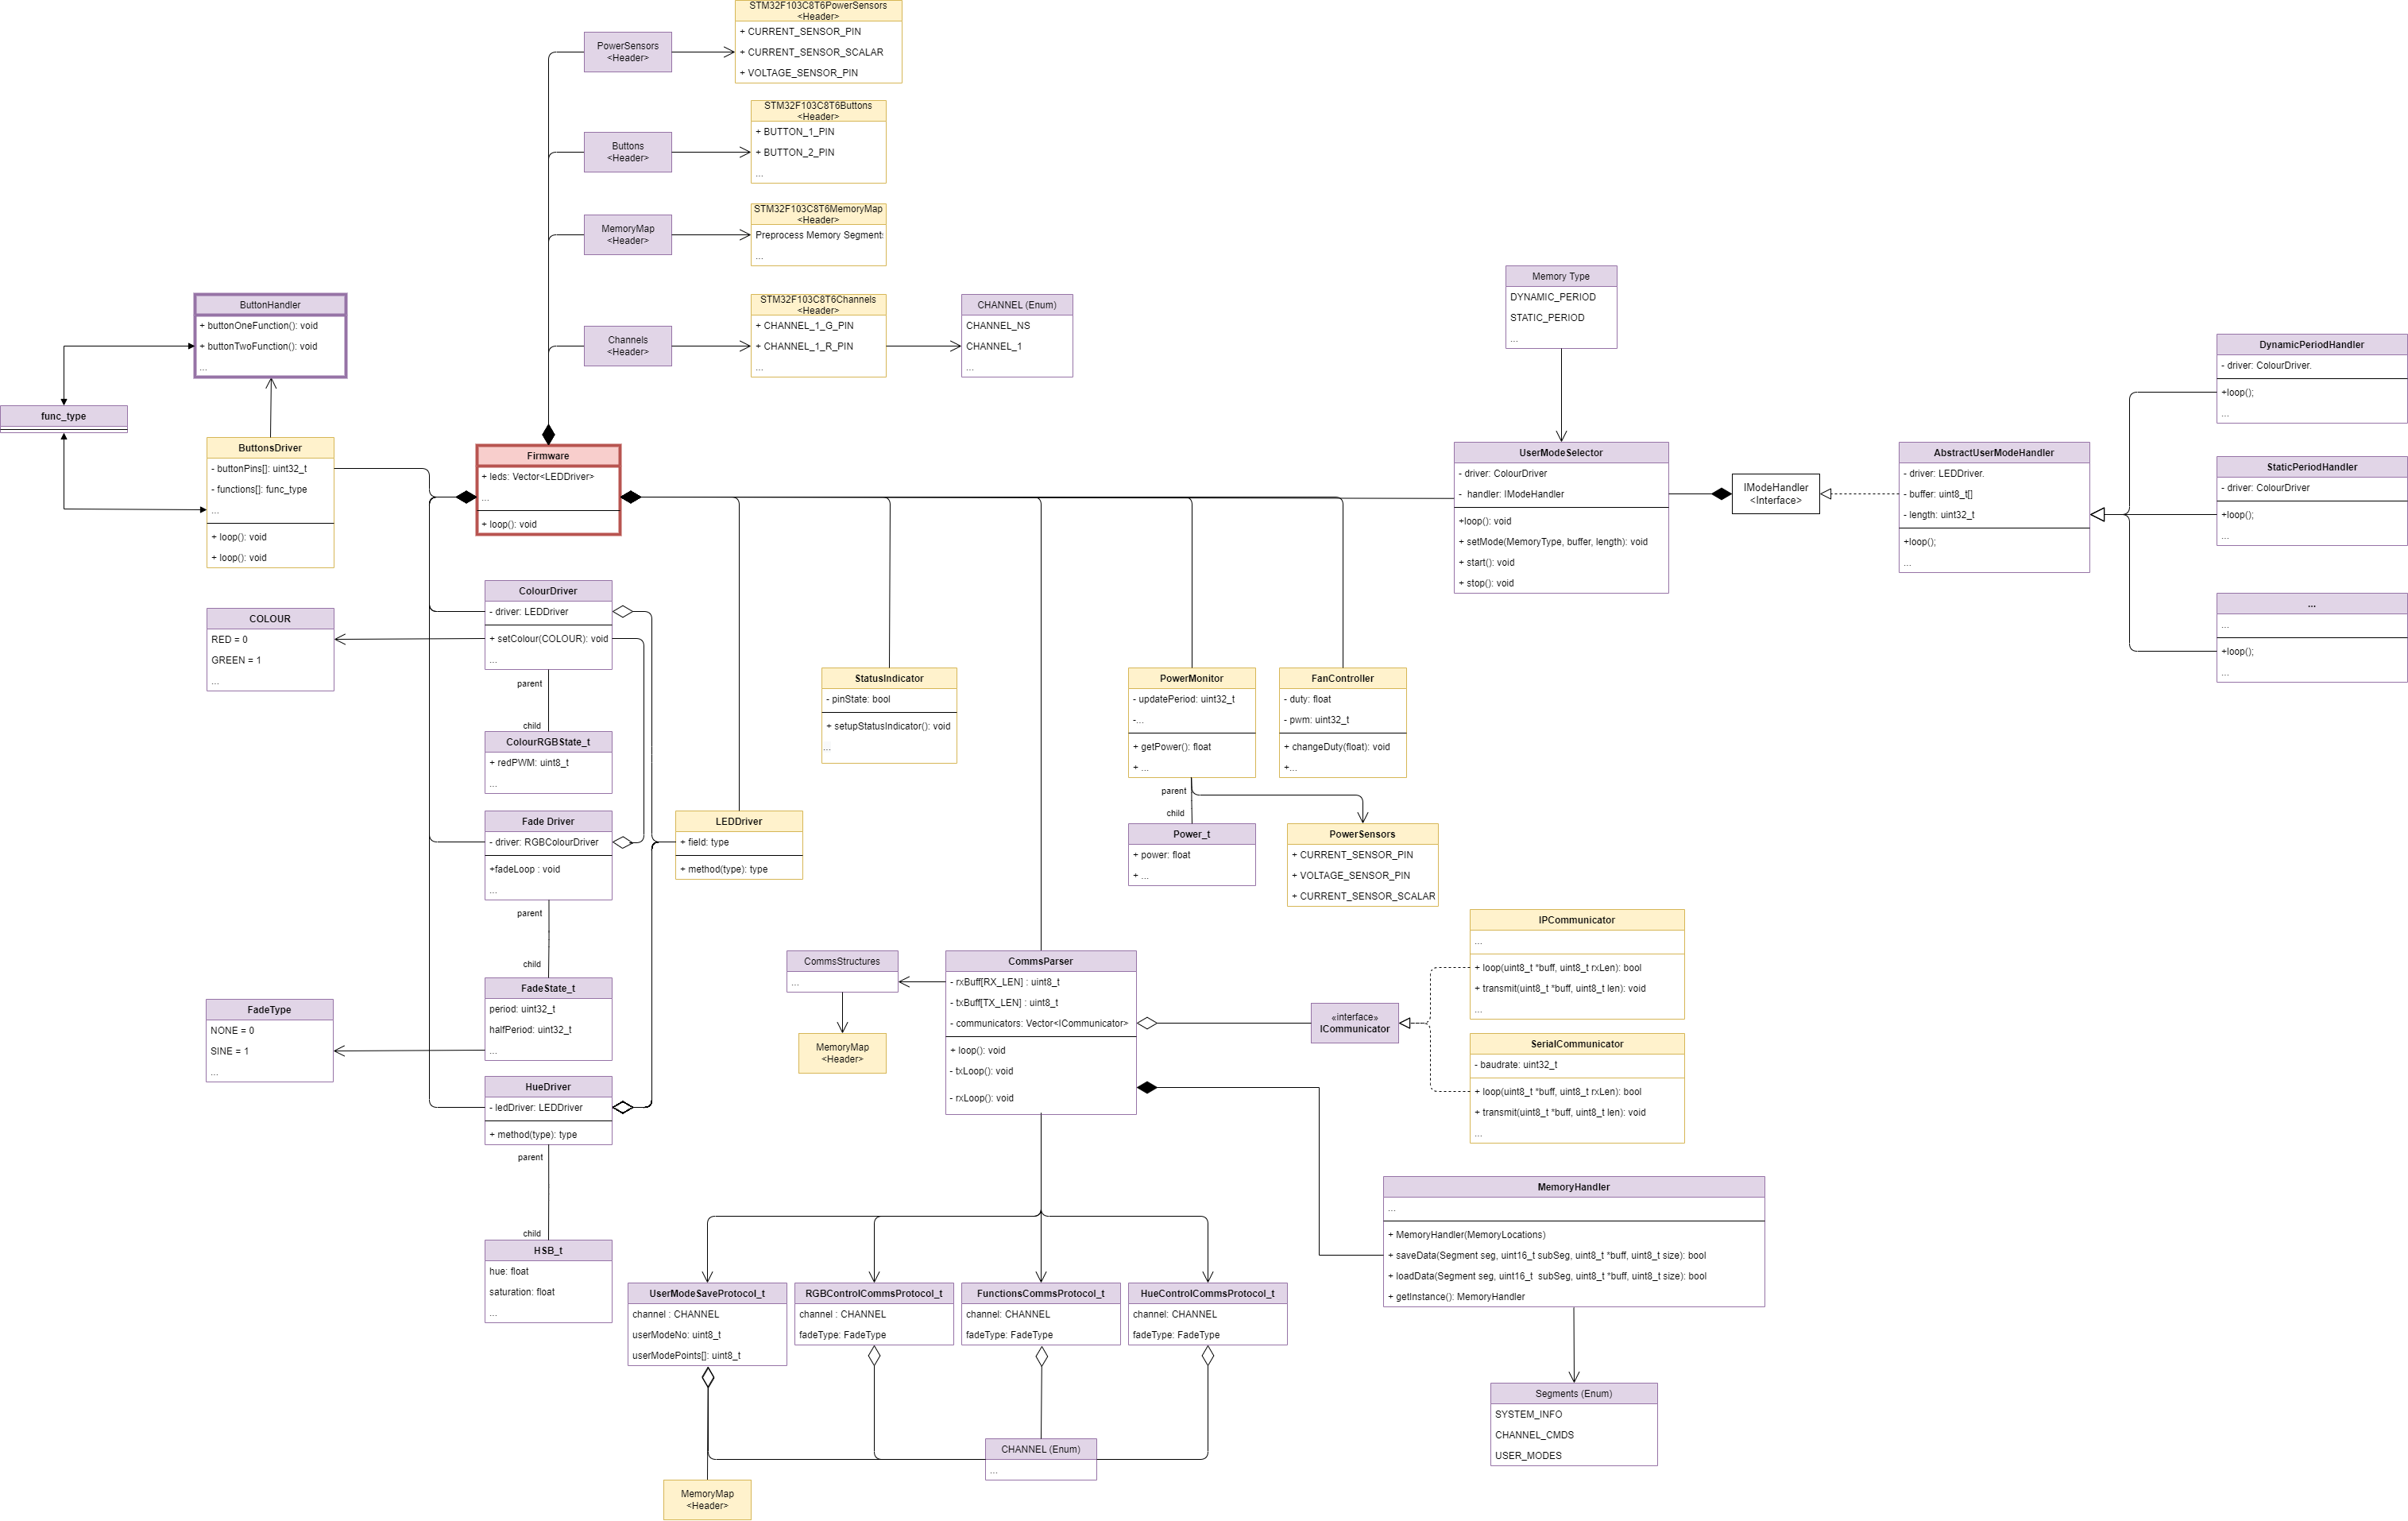 STM32F103C8T6PowerSensors
<Header>
+ CURRENT_SENSOR_PIN
+ CURRENT_SENSOR_SCALAR
+ VOLTAGE_SENSOR_PIN
PowerSensors
<Header>
STM32F103C8T6Buttons
<Header>
+ BUTTON_1_PIN
+ BUTTON_2_PIN
...
Buttons
<Header>
STM32F103C8T6MemoryMap
<Header>
Preprocess Memory Segments
...
MemoryMap
<Header>
STM32F103C8T6Channels
<Header>
+ CHANNEL_1_G_PIN
+ CHANNEL_1_R_PIN
...
Channels
<Header>
CHANNEL (Enum)
CHANNEL_NS
CHANNEL_1
...
ButtonHandler
+ buttonOneFunction(): void
+ buttonTwoFunction(): void
...
func_type
ButtonsDriver
- buttonPins[]: uint32_t
- functions[]: func_type
...
+ loop(): void
+ loop(): void
Firmware
+ leds: Vector<LEDDriver>
...
+ loop(): void
Memory Type
DYNAMIC_PERIOD
STATIC_PERIOD
...
UserModeSelector
- driver: ColourDriver
- handler: IModeHandler
+loop(): void
+ setMode(MemoryType, buffer, length): void
+ start(): void
+ stop(): void
IModeHandler
<Interface>
AbstractUserModeHandler
- driver: LEDDriver.
- buffer: uint8_t[]
- length: uint32_t
+loop();
...
DynamicPeriodHandler
- driver: ColourDriver.
+loop();
...
StaticPeriodHandler
- driver: ColourDriver
+loop();
...
...
...
+loop();
...
ColourDriver
- driver: LEDDriver
+ setColour(COLOUR): void
...
COLOUR
RED = 0
GREEN = 1
...
parent
child
ColourRGBState_t
+ redPWM: uint8_t
...
Fade Driver
- driver: RGBColourDriver
+fadeLoop : void
...
parent
child
FadeState_t
period: uint32_t
halfPeriod: uint32_t
...
FadeType
NONE = 0
SINE = 1
...
HueDriver
- ledDriver: LEDDriver
+ method(type): type
parent
child
HSB_t
hue: float
saturation: float
...
LEDDriver
+ field: type
+ method(type): type
StatusIndicator
- pinState: bool
+ setupStatusIndicator(): void
...
PowerMonitor
- updatePeriod: uint32_t
-...
+ getPower(): float
+ ...
parent
child
Power_t
+ power: float
+ ...
FanController
- duty: float
- pwm: uint32_t
+ changeDuty(float): void
+...
PowerSensors
+ CURRENT_SENSOR_PIN
+ VOLTAGE_SENSOR_PIN
+ CURRENT_SENSOR_SCALAR
CommsStructures
...
MemoryMap
<Header>
CommsParser
- rxBuff[RX_LEN] : uint8_t
- txBuff[TX_LEN] : uint8_t
- communicators: Vector<ICommunicator>
+ loop(): void
- txLoop(): void
- rxLoop(): void
«interface»
ICommunicator
IPCommunicator
...
+ loop(uint8_t *buff, uint8_t rxLen): bool
+ transmit(uint8_t *buff, uint8_t len): void
...
SerialCommunicator
- baudrate: uint32_t
+ loop(uint8_t *buff, uint8_t rxLen): bool
+ transmit(uint8_t *buff, uint8_t len): void
...
MemoryHandler
...
+ MemoryHandler(MemoryLocations)
+ saveData(Segment seg, uint16_t subSeg, uint8_t *buff, uint8_t size): bool
+ loadData(Segment seg, uint16_t subSeg, uint8_t *buff, uint8_t size): bool
+ getInstance(): MemoryHandler
Segments (Enum)
SYSTEM_INFO
CHANNEL_CMDS
USER_MODES
UserModeSaveProtocol_t
channel : CHANNEL
userModeNo: uint8_t
userModePoints[]: uint8_t
RGBControlCommsProtocol_t
channel : CHANNEL
fadeType: FadeType
FunctionsCommsProtocol_t
channel: CHANNEL
fadeType: FadeType
HueControlCommsProtocol_t
channel: CHANNEL
fadeType: FadeType
CHANNEL (Enum)
...
MemoryMap
<Header>